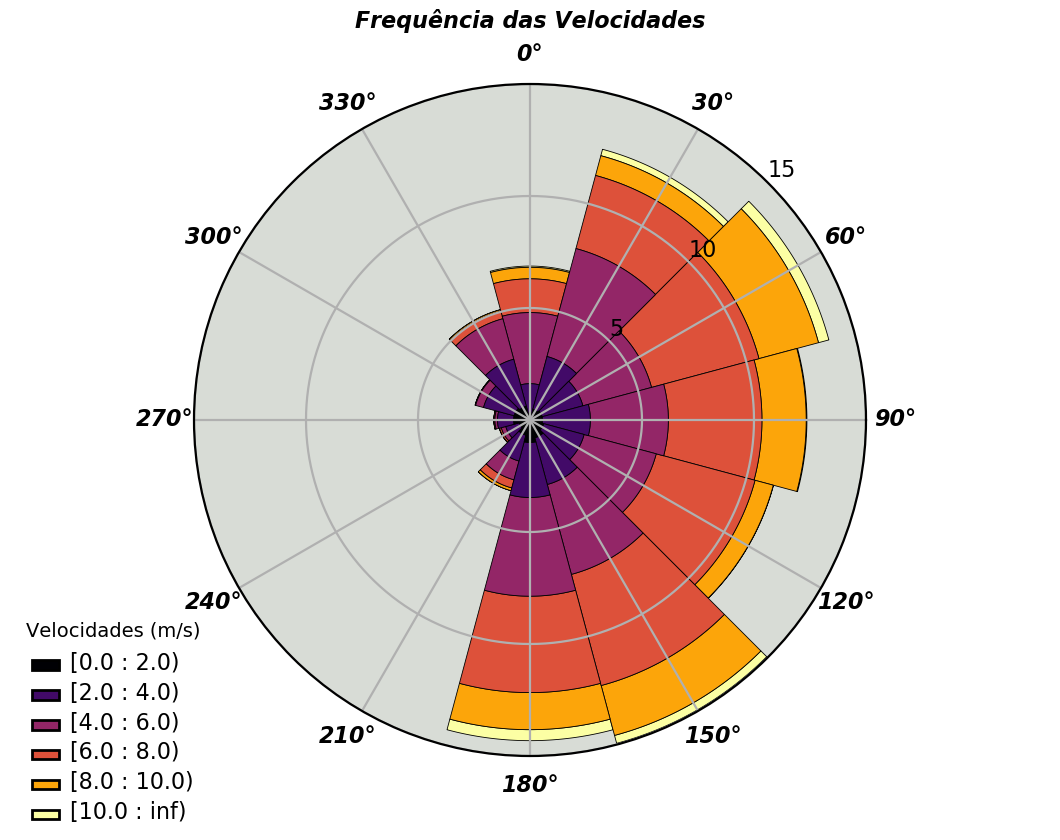 Frequência das Velocidades
0°
30°
60°
90°
120°
150°
180°
210°
240°
270°
300°
330°
5
10
15
Velocidades (m/s)
[0.0 : 2.0)
[2.0 : 4.0)
[4.0 : 6.0)
[6.0 : 8.0)
[8.0 : 10.0)
[10.0 : inf)